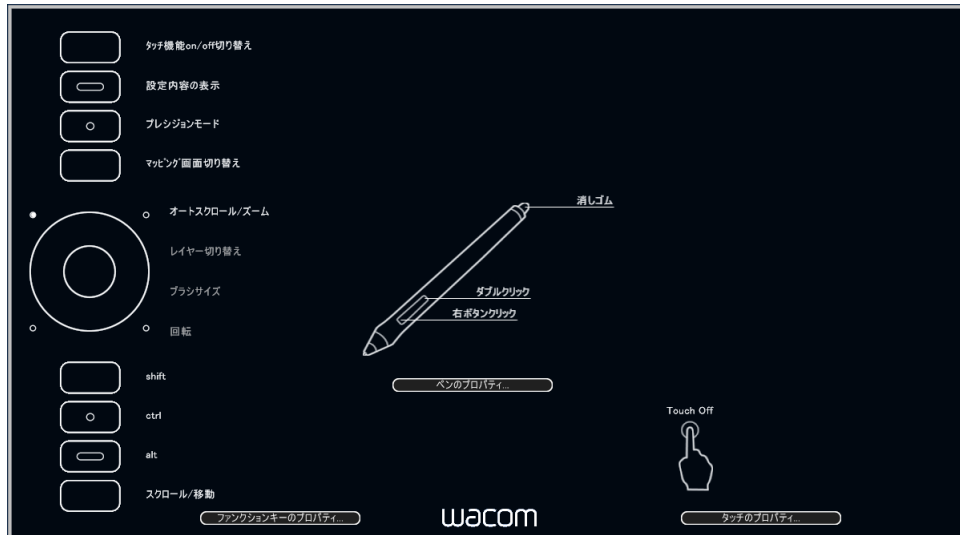 タッチ機能on/off切り替え
設定内容の表示
プレシジョンモード
マッピング画面切り替え
オートスクロール/ズーム
レイヤー切り替え
ブラシサイズ
回転
shift
ctrl
alt
スクロール/移動
ファンクションキーのプロパティ...
消しゴム
ダブルクリック
右ボタンクリック
ペンのプロパティ...
Touch Off
wacom
タッチのプロパティ...